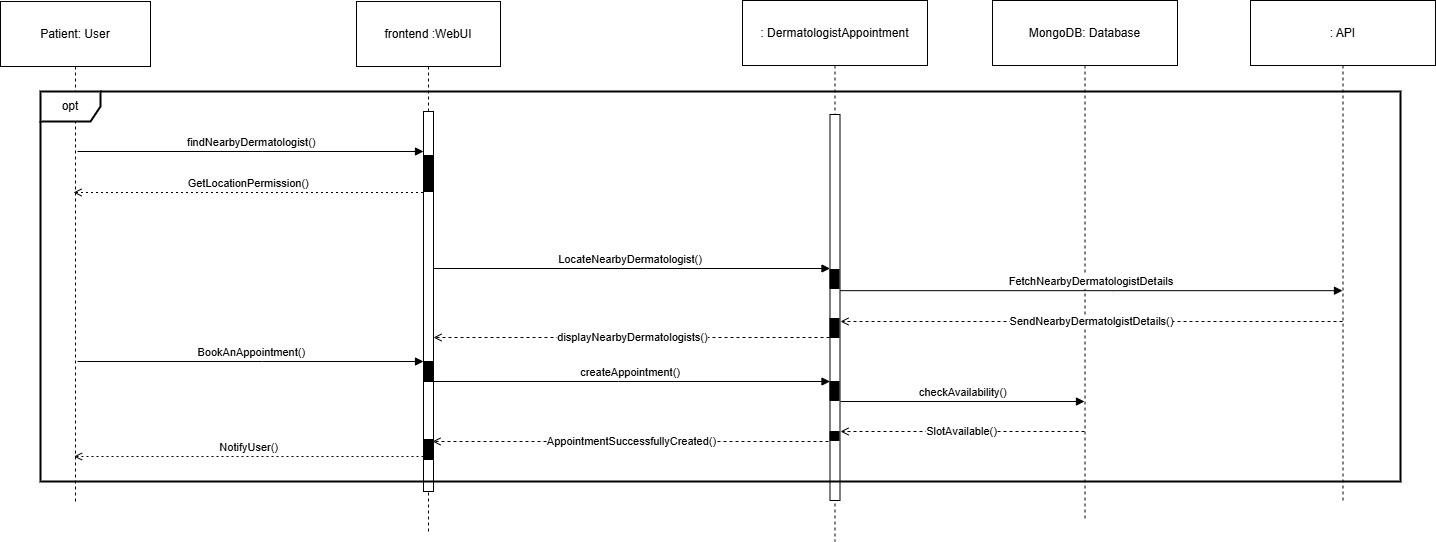 Patient: User
frontend :WebUI
: DermatologistAppointment
MongoDB: Database
: API
opt
findNearbyDermatologist()
GetLocationPermission()
LocateNearbyDermatologist()
FetchNearbyDermatologistDetails
SendNearbyDermatolgistDetails()
displayNearbyDermatologists()
BookAnAppointment()
createAppointment()
checkAvailability()
SlotAvailable()
AppointmentSuccessfullyCreated()
NotifyUser()